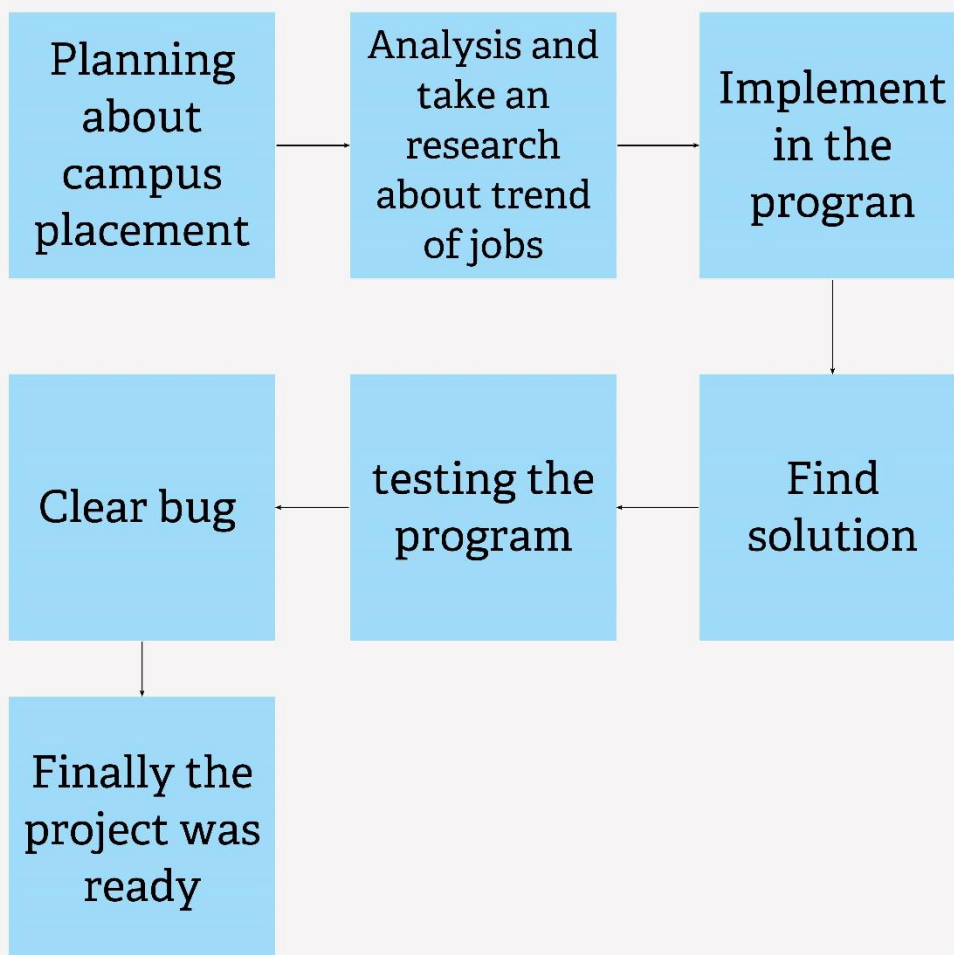 Planning
about
campus
placement
Analysis and
take an
research
about trend
of jobs
Implement
in the
progran
Find
solution
testing the
program
Clear bug
Finally the
project was
ready